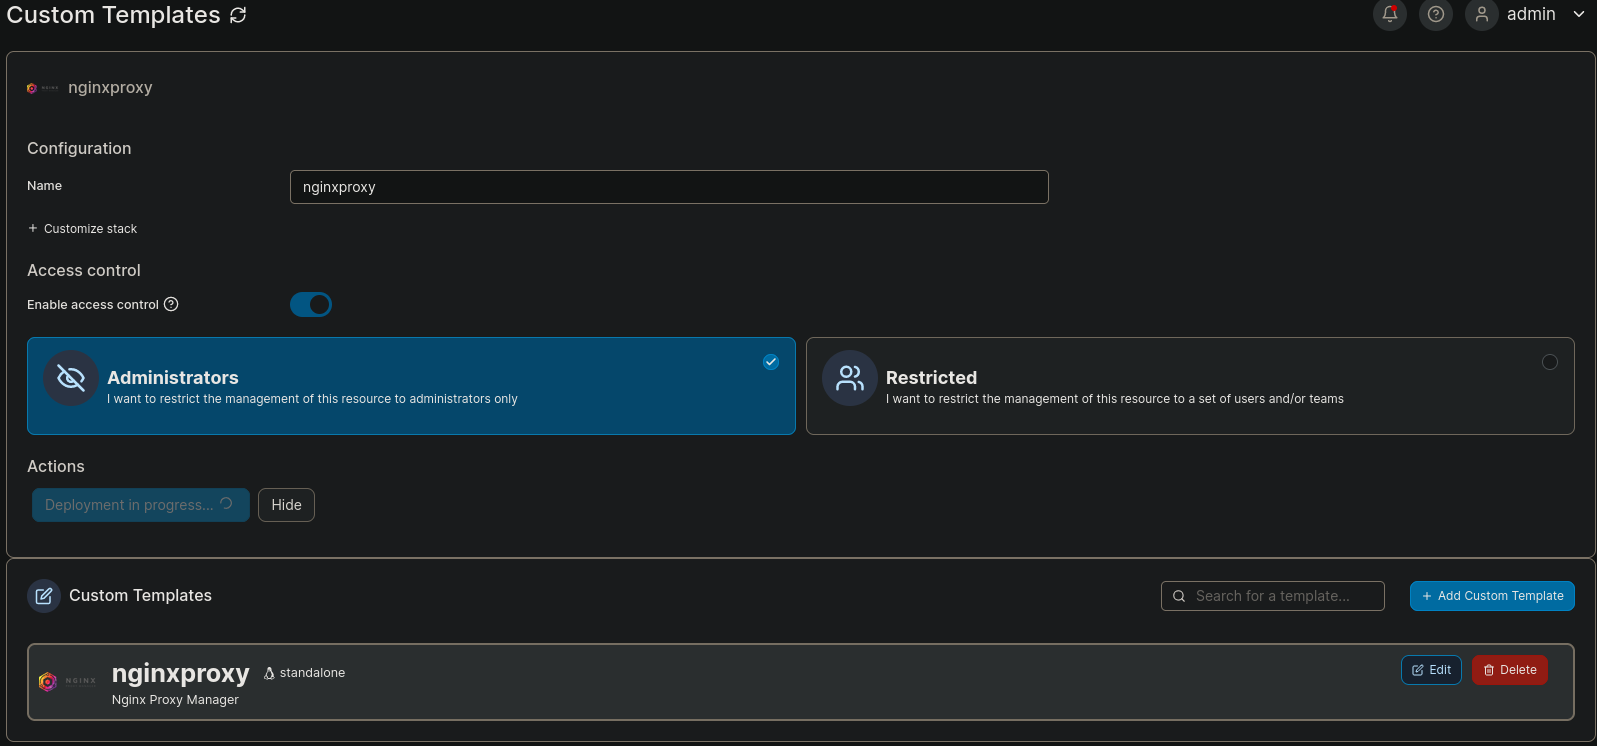 Custom Templates
admin
nginxproxy
Configuration
Name
nginxproxy
+ Customize stack
Access control
Enable access control
Administrators
I want to restrict the management of this resource to administrators only
Restricted
I want to restrict the management of this resource to a set of users and/or teams
Actions
Deployment in progress...
Hide
Custom Templates
Search for a template...
+ Add Custom Template
NGINX
nginxproxy
standalone
Nginx Proxy Manager
Edit
Delete